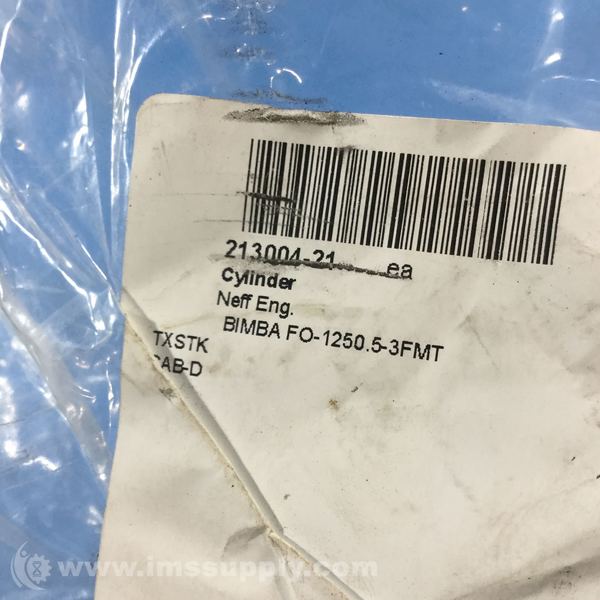 213004-21 ea
Cylinder
Neff Eng.
BIMBA FO-1250.5-3FMT
TXSTK
CAB-D
www.imssupply.com